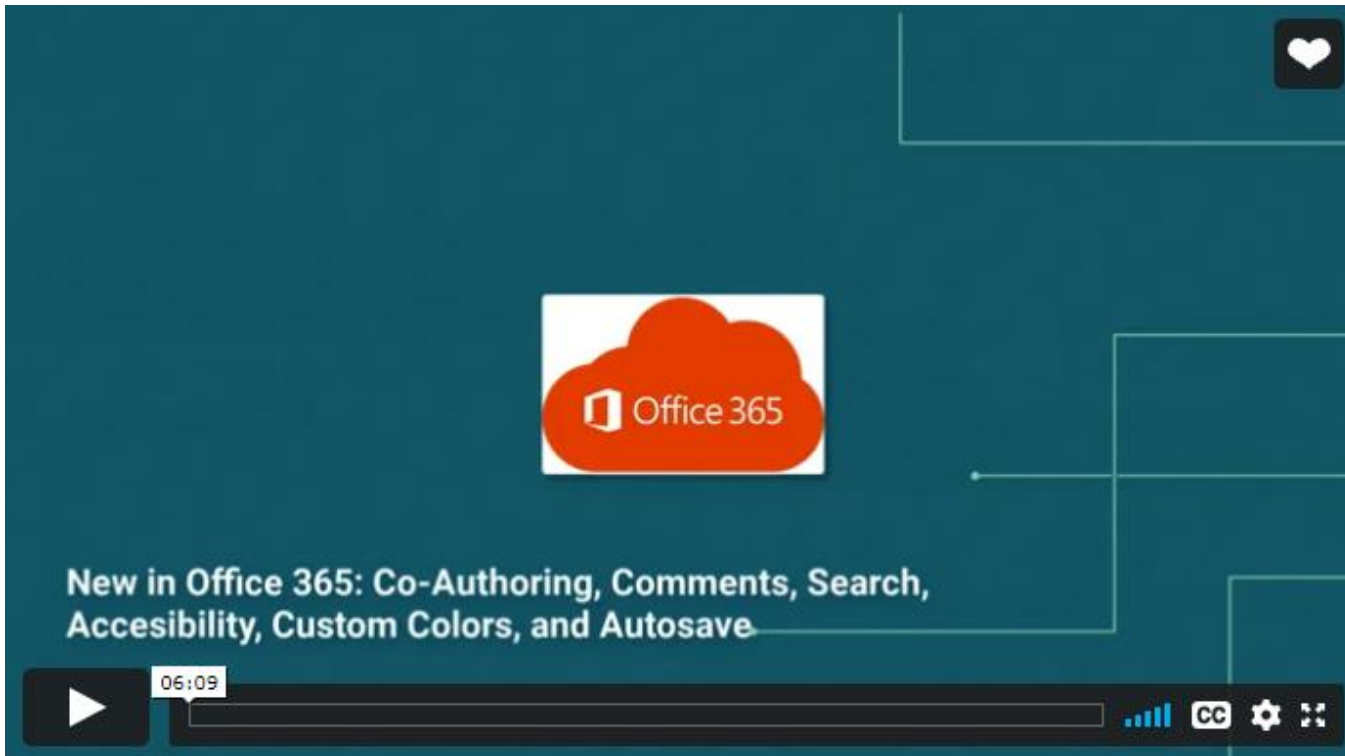 Office 365
New in Office 365: Co-Authoring, Comments, Search,
Accesibility, Custom Colors, and Autosave
06:09
CC